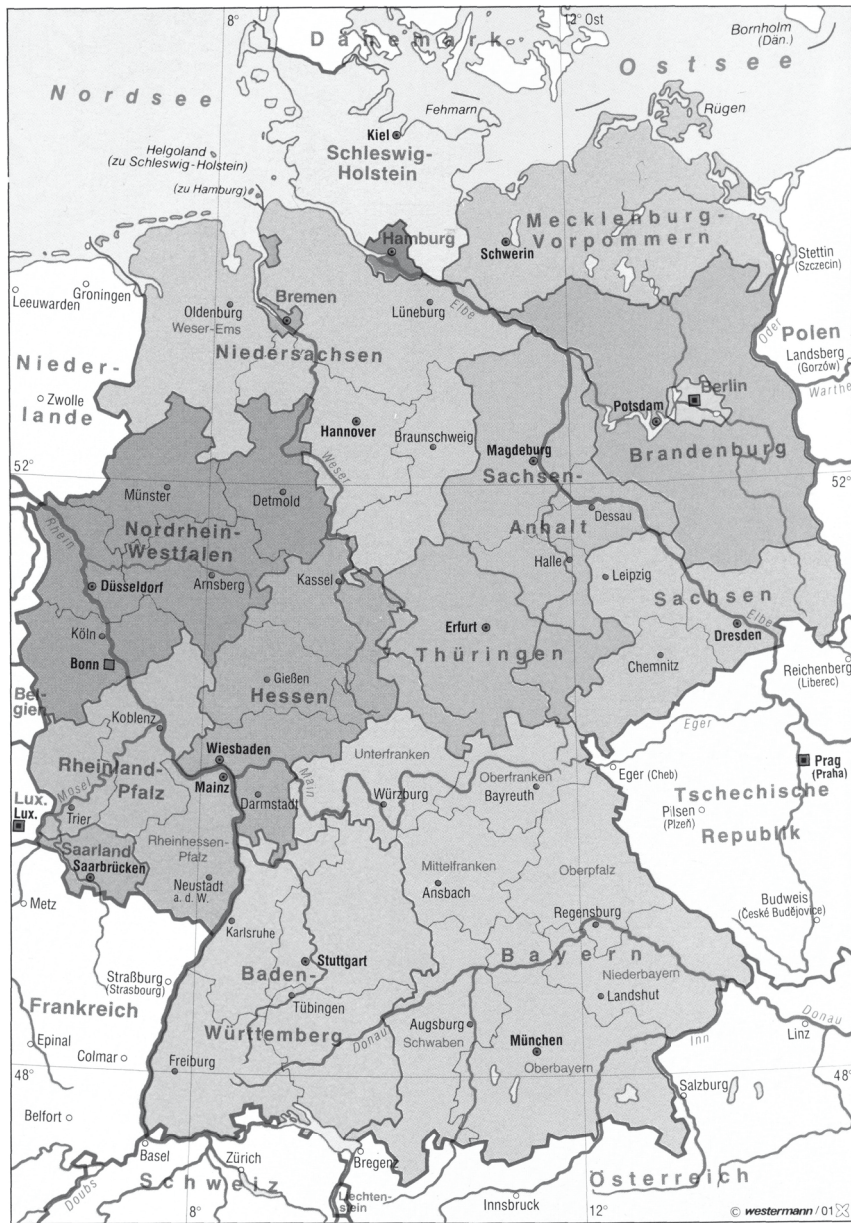 8°
12° Ost
Dänemark
Bornholm
(Dän.)
Ostsee
Nordsee
Fehmarn
Rügen
Kiel
Schleswig-
Holstein
Helgoland
(zu Schleswig-Holstein)
(zu Hamburg)
Mecklenburg-
Vorpommern
Hamburg
Schwerin
Stettin
(Szczecin)
Groningen
Leeuwarden
Bremen
Oldenburg
Weser-Ems
Lüneburg
Elbe
Oder
Polen
Niedersachsen
Landsberg
(Gorzów)
Nieder-
lande
Zwolle
Berlin
Warthe
Potsdam
Hannover
Braunschweig
Magdeburg
Brandenburg
Weser
Sachsen-
Anhalt
52°
52°
Münster
Detmold
Dessau
Rhein
Nordrhein-
Westfalen
Halle
Leipzig
Düsseldorf
Arnsberg
Kassel
Sachsen
Erfurt
Elbe
Dresden
Köln
Thüringen
Bonn
Gießen
Chemnitz
Reichenberg
(Liberec)
Hessen
Bel-
gien
Koblenz
Eger
Wiesbaden
Unterfranken
Rheinland-
Pfalz
Mainz
Main
Oberfranken
Bayreuth
Eger (Cheb)
Prag
(Praha)
Mosel
Darmstadt
Würzburg
Tschechische
Republik
Pilsen
(Plzeň)
Lux.
Lux.
Trier
Rheinhessen-
Pfalz
Saarland
Saarbrücken
Neustadt
a. d. W.
Mittelfranken
Ansbach
Oberpfalz
Metz
Budweis
(České Budějovice)
Karlsruhe
Regensburg
Stuttgart
Bayern
Baden-
Württemberg
Niederbayern
Straßburg
(Strasbourg)
Tübingen
Landshut
Frankreich
Augsburg
Schwaben
München
Oberbayern
Donau
Donau
Linz
Inn
Epinal
Colmar
Freiburg
48°
48°
Salzburg
Belfort
Basel
Zürich
Bregenz
Schweiz
Doubs
Liechten-
stein
Innsbruck
Österreich
8°
12°
© westermann / 01